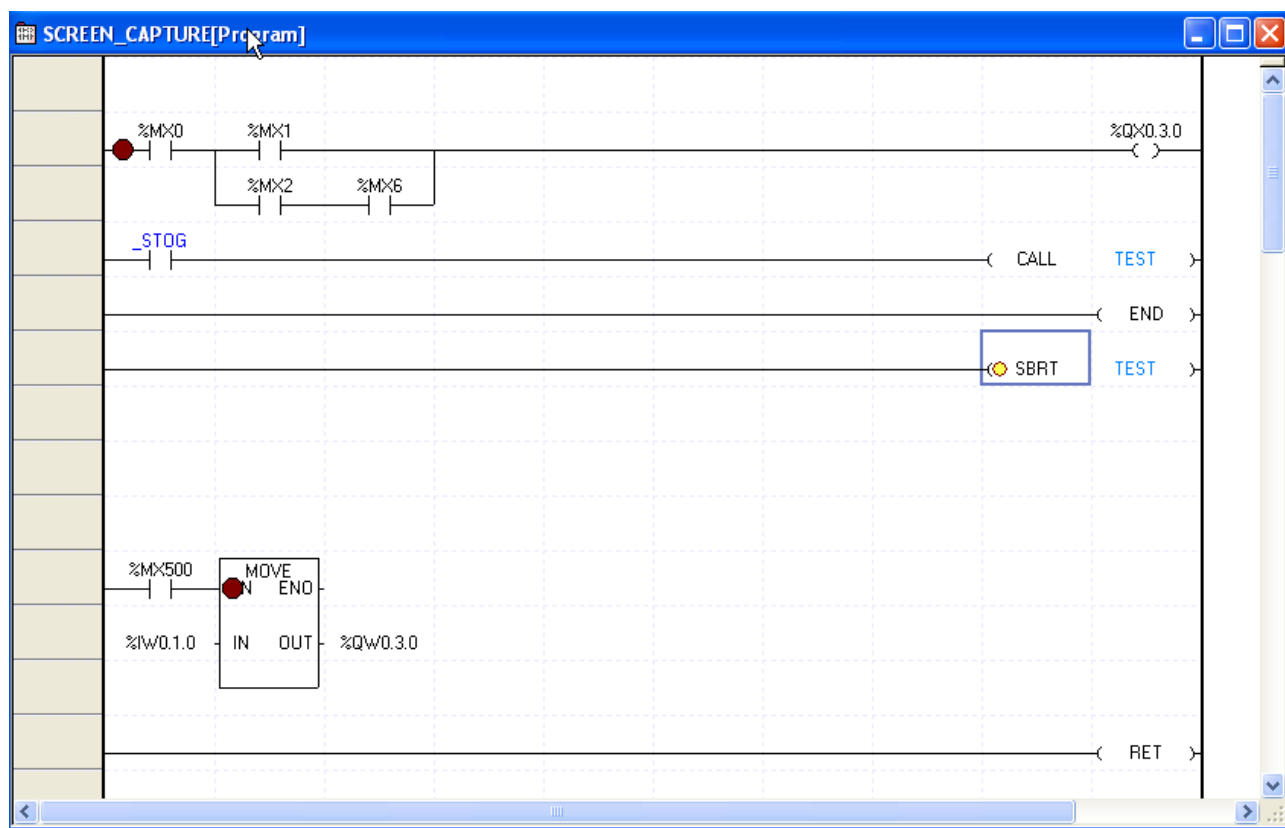 SCREEN_CAPTURE[Program]
%MX0 %MX1 %QX0.3.0
%MX2 %MX6
_STOG
CALL TEST
END
SBRT TEST
%MX500 MOVE
N ENO
%IW0.1.0 IN OUT %QW0.3.0
RET